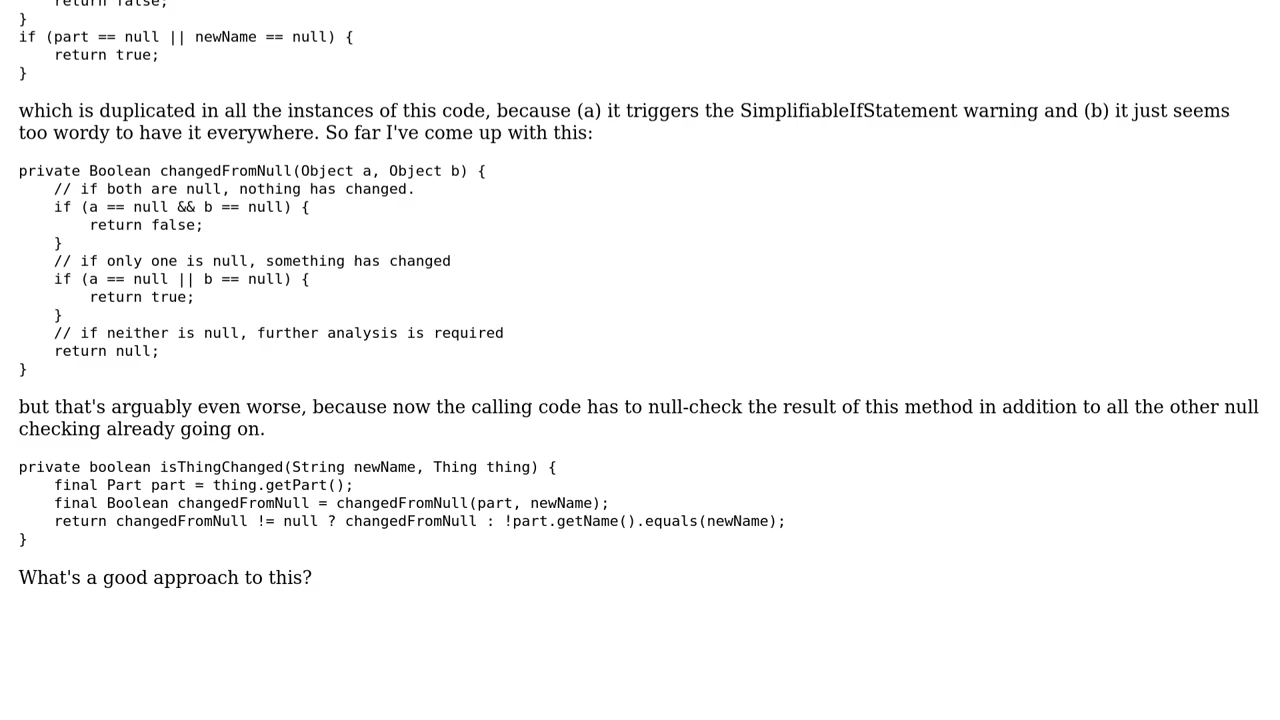 return false;
}
if (part == null || newName == null) {
    return true;
}
which is duplicated in all the instances of this code, because (a) it triggers the SimplifiableIfStatement warning and (b) it just seems
too wordy to have it everywhere. So far I've come up with this:
private Boolean changedFromNull(Object a, Object b) {
    // if both are null, nothing has changed.
    if (a == null && b == null) {
        return false;
    }
    // if only one is null, something has changed
    if (a == null || b == null) {
        return true;
    }
    // if neither is null, further analysis is required
    return null;
}
but that's arguably even worse, because now the calling code has to null-check the result of this method in addition to all the other null
checking already going on.
private boolean isThingChanged(String newName, Thing thing) {
    final Part part = thing.getPart();
    final Boolean changedFromNull = changedFromNull(part, newName);
    return changedFromNull != null ? changedFromNull : !part.getName().equals(newName);
}
What's a good approach to this?